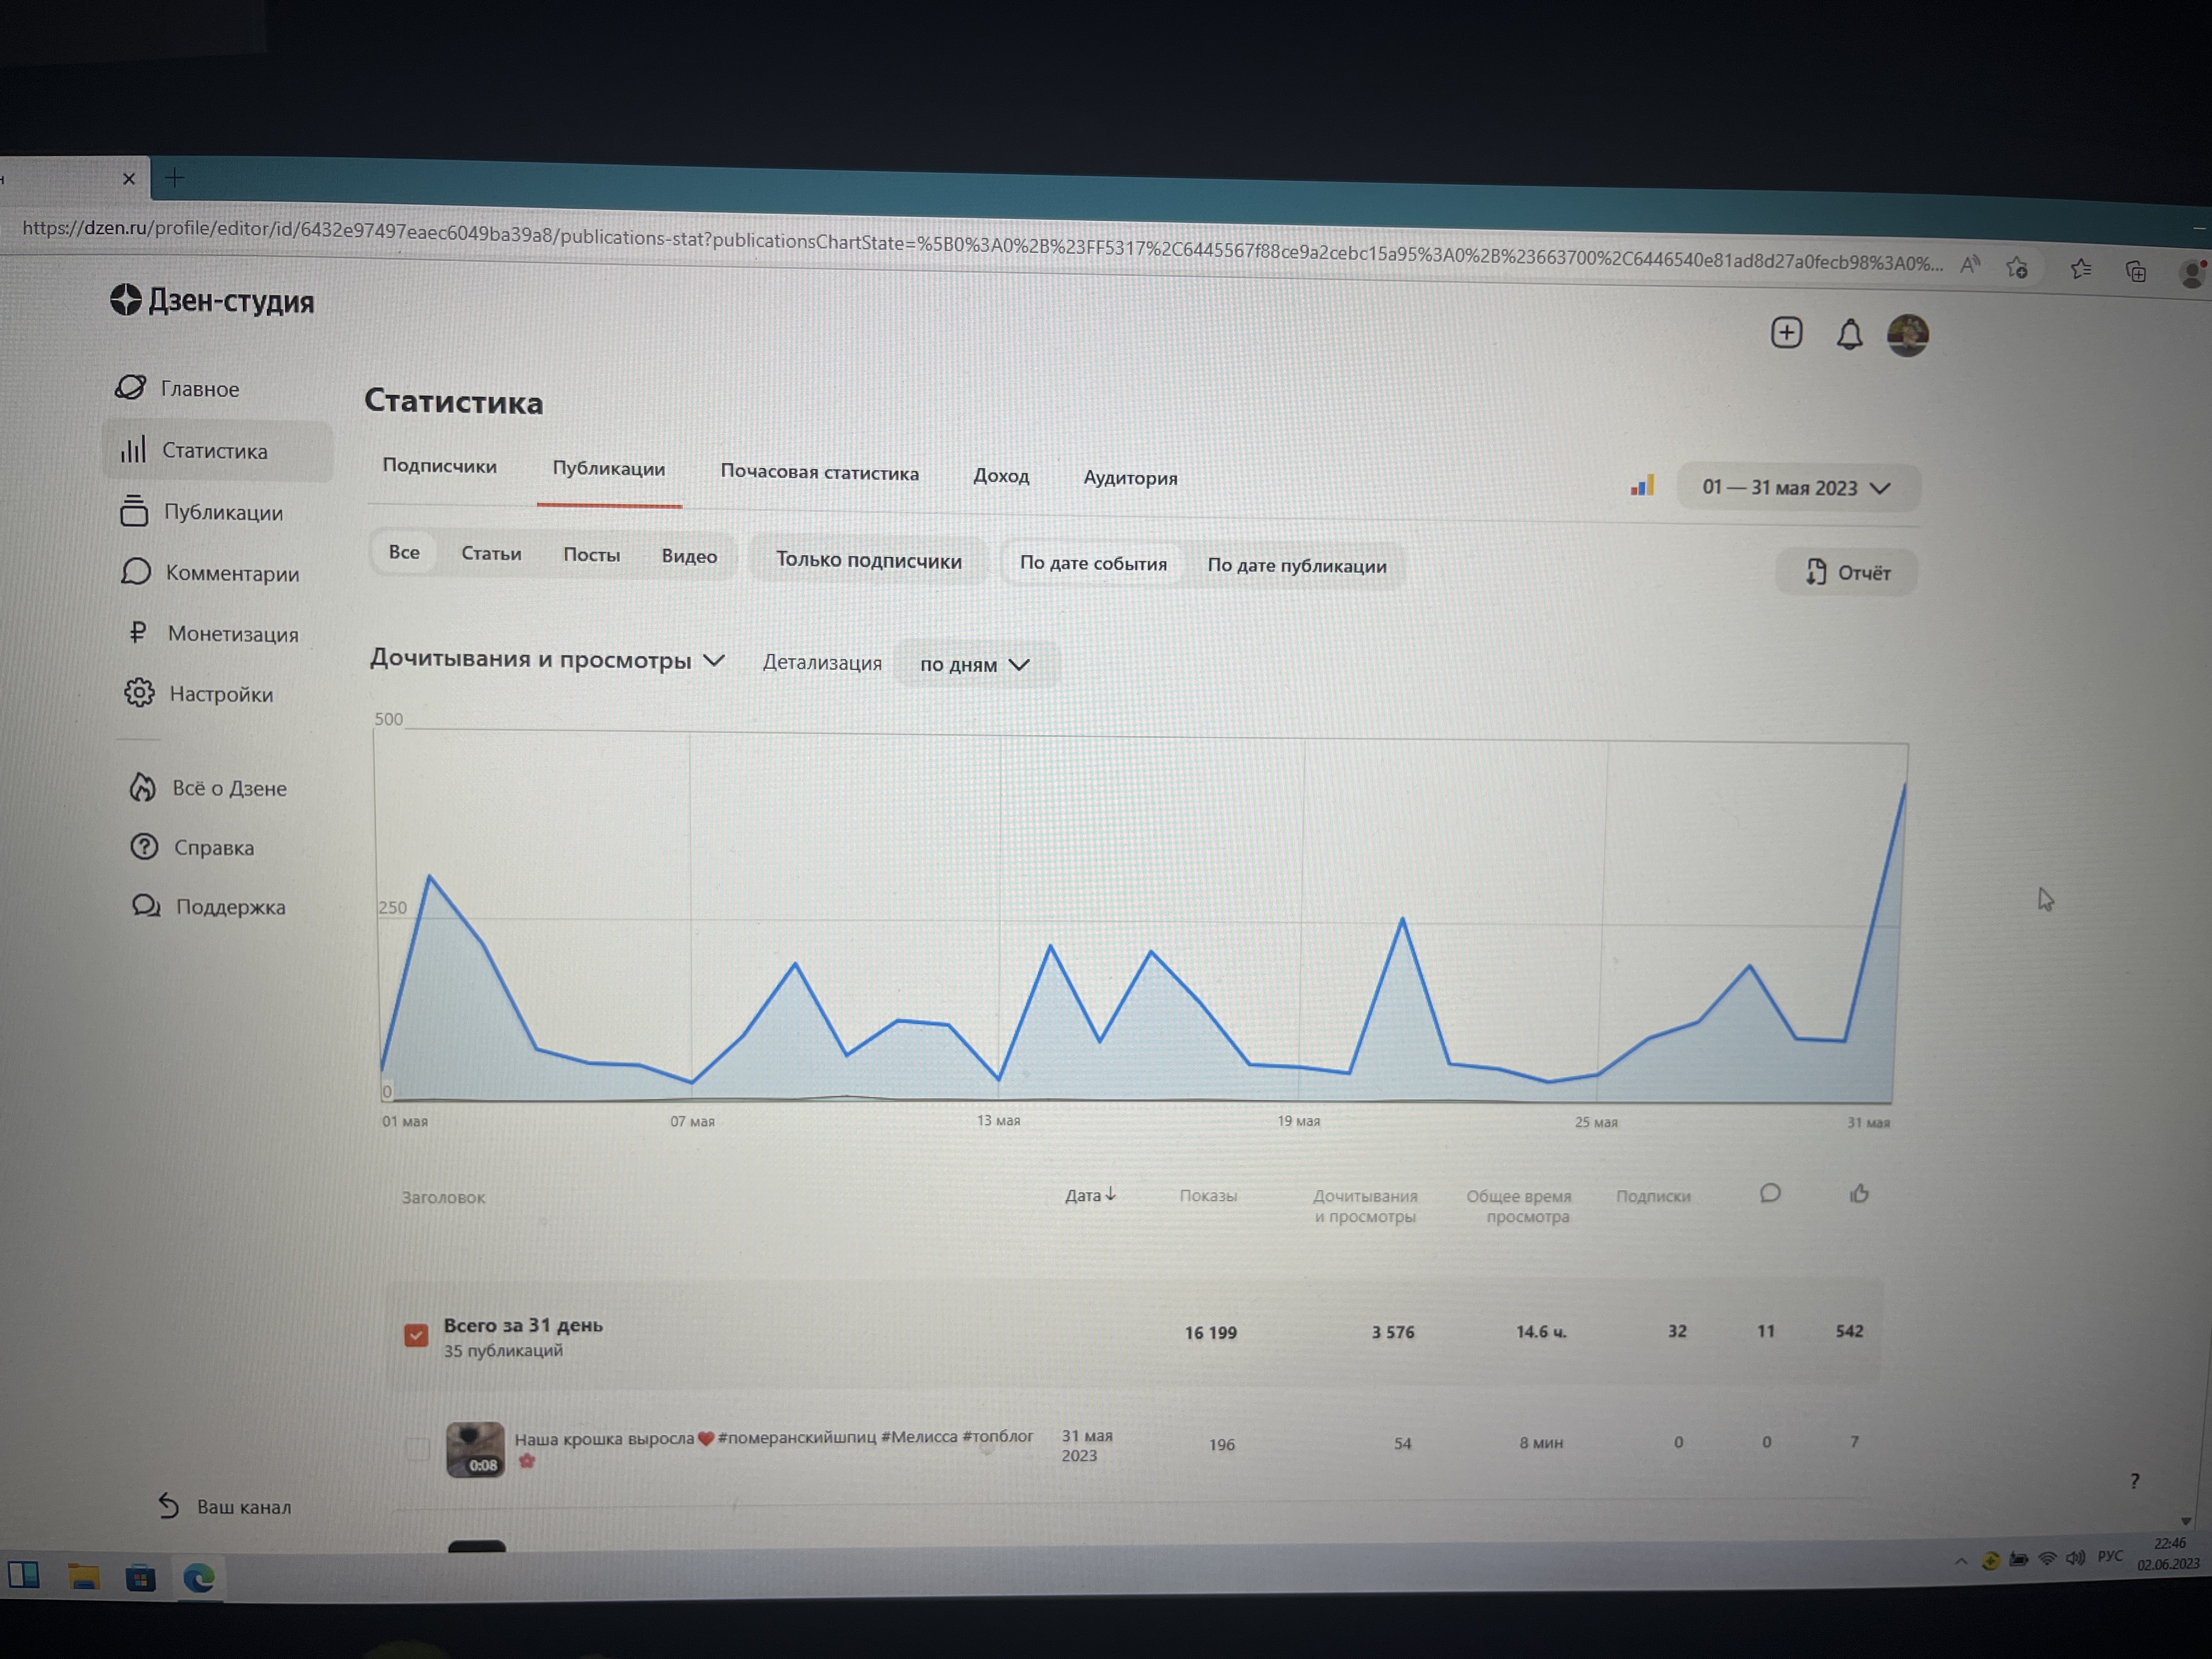 https://dzen.ru/profile/editor/id/6432e97497eaec6049ba39a8/publications-stat?publicationsChartState=%5B0%3A0%2B%23FF5317%2C6445567f88ce9a2cebc15a95%3A0%2B%23663700%2C6446540e81ad8d27a0fecb98%3A0%...
Дзен-студия
Главное
Статистика
Публикации
Комментарии
Монетизация
Настройки
Всё о Дзене
Справка
Поддержка
Ваш канал
Статистика
Подписчики Публикации Почасовая статистика Доход Аудитория
01 — 31 мая 2023
Все Статьи Посты Видео Только подписчики По дате события По дате публикации
Отчёт
Дочитывания и просмотры Детализация по дням
500
250
0
01 мая 07 мая 13 мая 19 мая 25 мая 31 мая
Заголовок Дата↓ Показы Дочитывания и просмотры Общее время просмотра Подписки
Всего за 31 день 16 199 3 576 14.6 ч. 32 11 542
35 публикаций
Наша крошка выросла❤️#померанскийшпиц #Мелисса #топблог 🌸 31 мая 2023 196 54 8 мин 0 0 7
0:08
?
РУС
22:46
02.06.2023